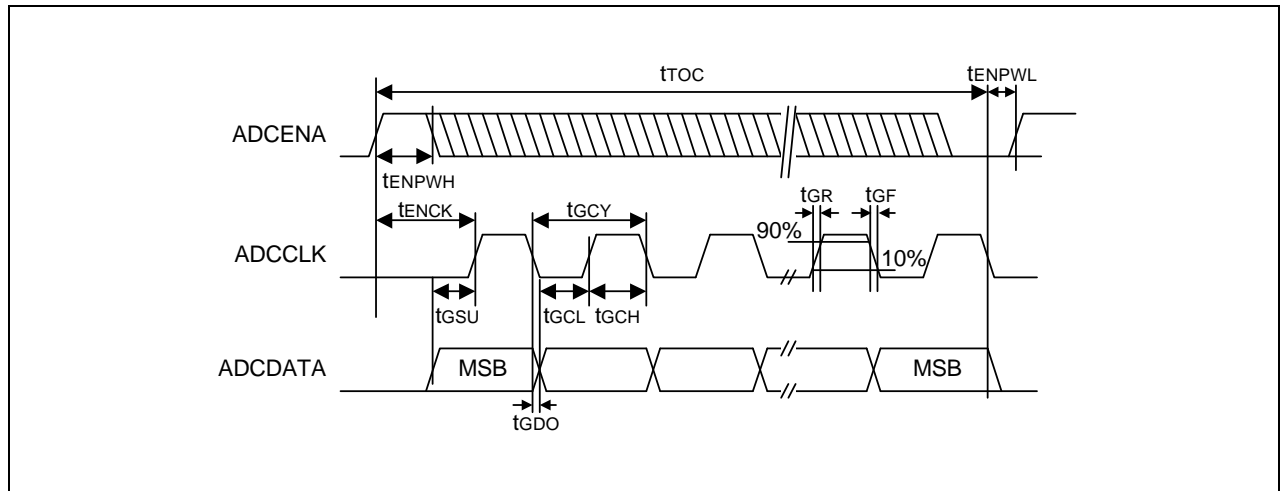 tTOC
tENPWL
ADCENA
tENPWH
tENCK
tGCY
tGR
tGF
90%
ADCCLK
10%
tGSU
tGCL
tGCH
ADCDATA
MSB
MSB
tGDO